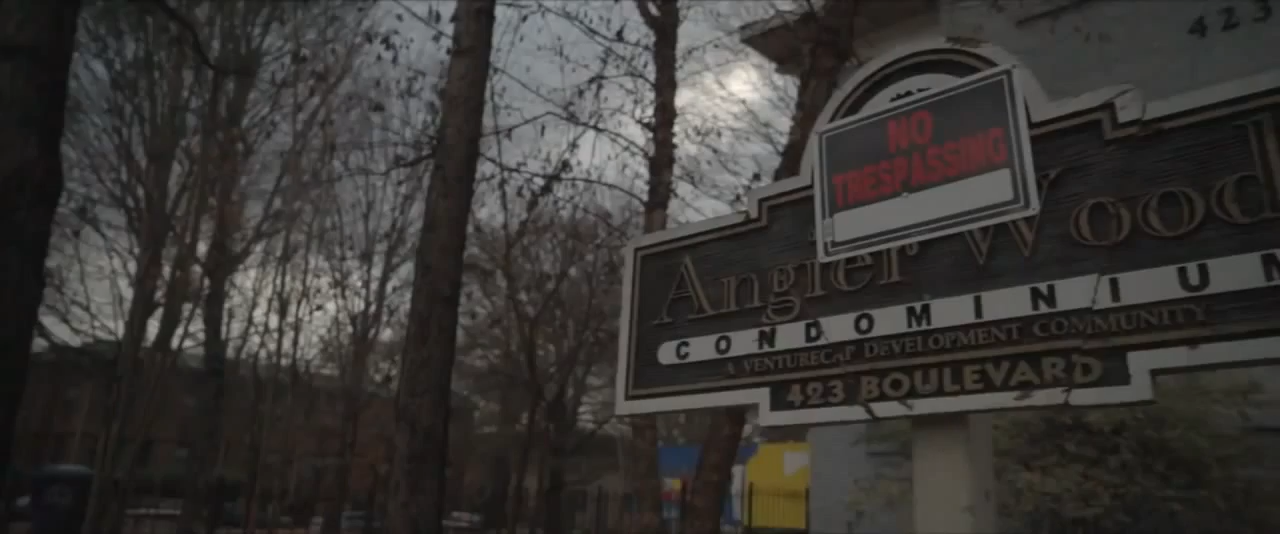 423
NO
TRESPASSING
Angier Wood
CONDOMINIUM
A VENTURECAP DEVELOPMENT COMMUNITY
423 BOULEVARD